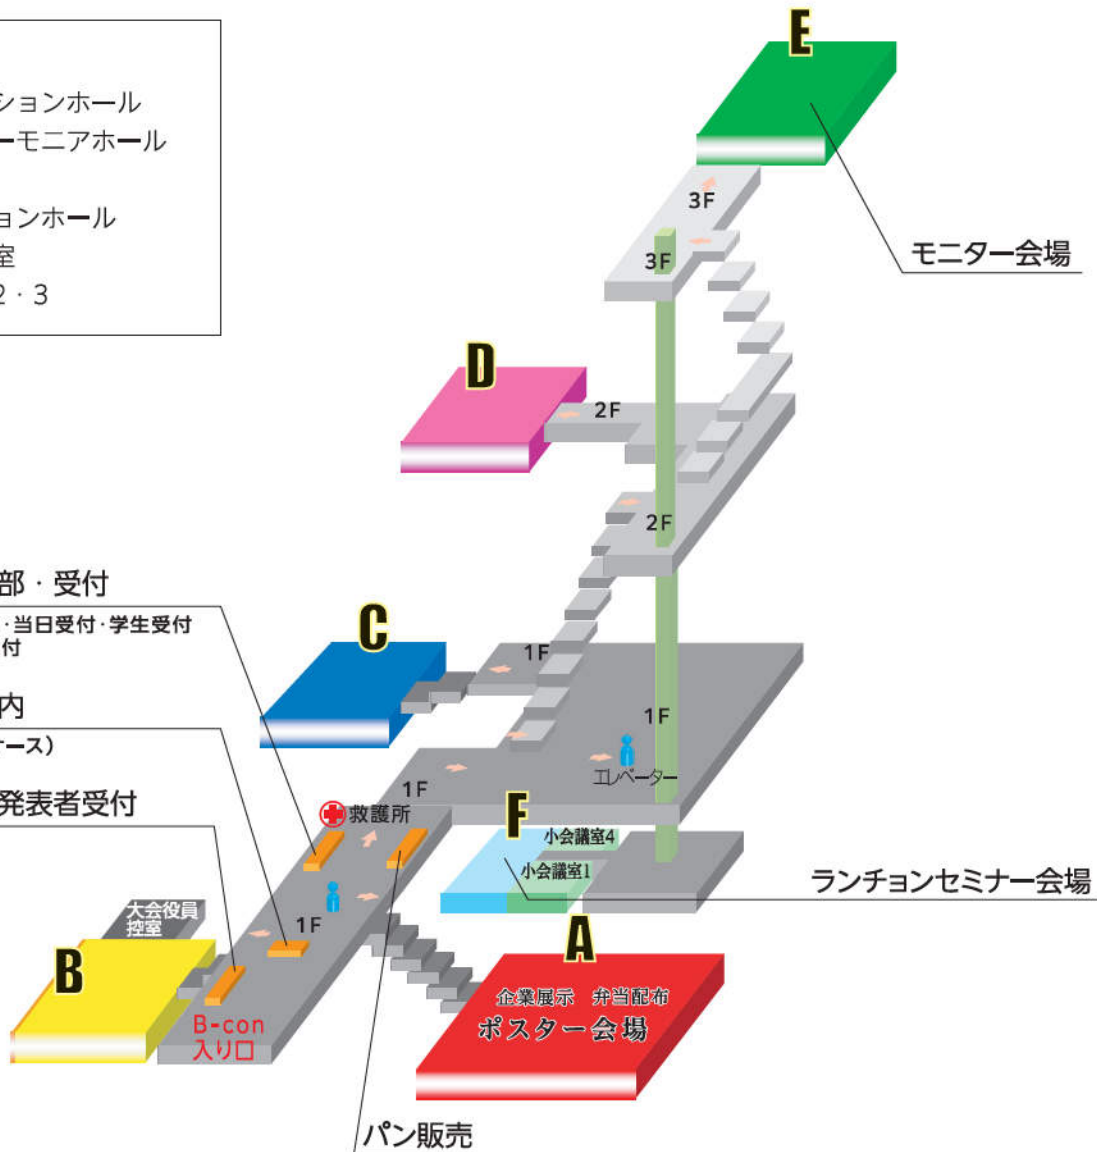 ションホール
ーモニアホール
ョンホール
室
2・3
E
3F
3F
モニター会場
D
2F
2F
部・受付
・当日受付・学生受付
付
C
1F
内
ナース）
1F
エレベーター
発表者受付
1F
救護所
F
小会議室4
小会議室1
ランチョンセミナー会場
大会役員
控室
1F
B
A
企業展示 弁当配布
ポスター会場
B-con
入り口
パン販売